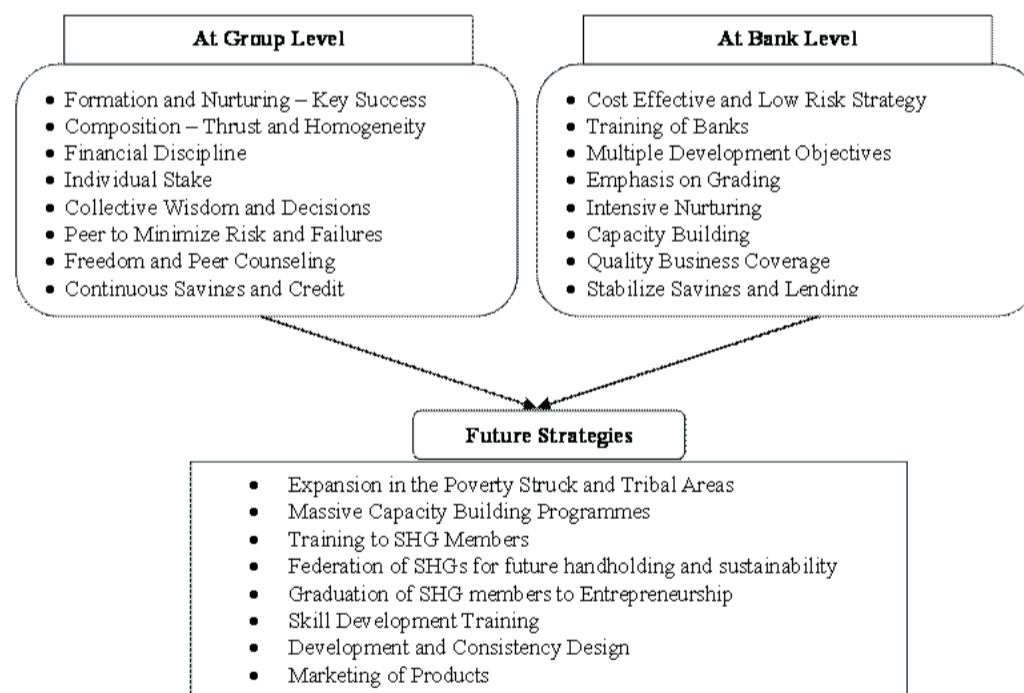 At Group Level
• Formation and Nurturing – Key Success
• Composition – Thrust and Homogeneity
• Financial Discipline
• Individual Stake
• Collective Wisdom and Decisions
• Peer to Minimize Risk and Failures
• Freedom and Peer Counseling
• Continuous Savings and Credit
At Bank Level
• Cost Effective and Low Risk Strategy
• Training of Banks
• Multiple Development Objectives
• Emphasis on Grading
• Intensive Nurturing
• Capacity Building
• Quality Business Coverage
• Stabilize Savings and Lending
Future Strategies
• Expansion in the Poverty Struck and Tribal Areas
• Massive Capacity Building Programmes
• Training to SHG Members
• Federation of SHGs for future handholding and sustainability
• Graduation of SHG members to Entrepreneurship
• Skill Development Training
• Development and Consistency Design
• Marketing of Products